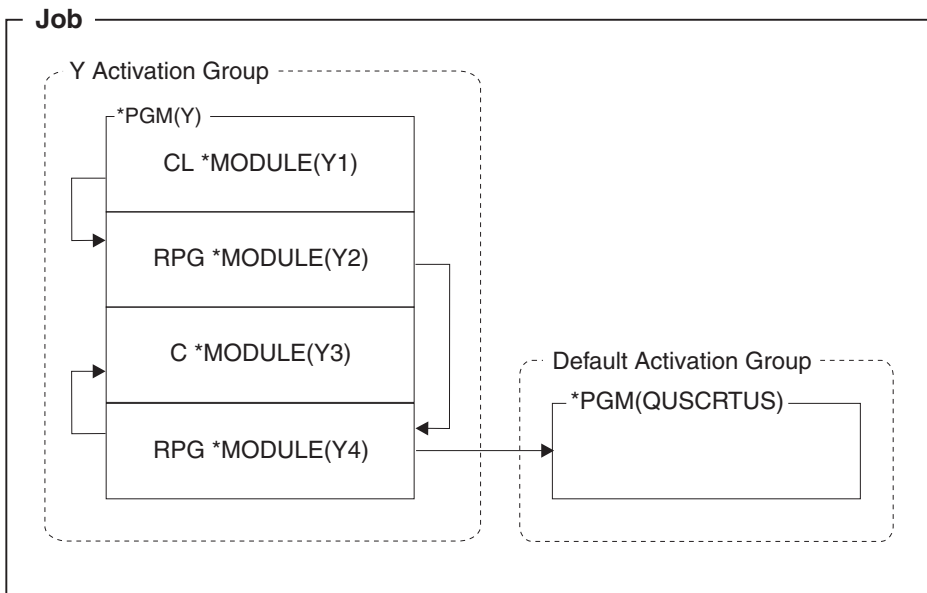 Job
Y Activation Group
*PGM(Y)
CL *MODULE(Y1)
RPG *MODULE(Y2)
C *MODULE(Y3)
RPG *MODULE(Y4)
Default Activation Group
*PGM(QUSCRTUS)